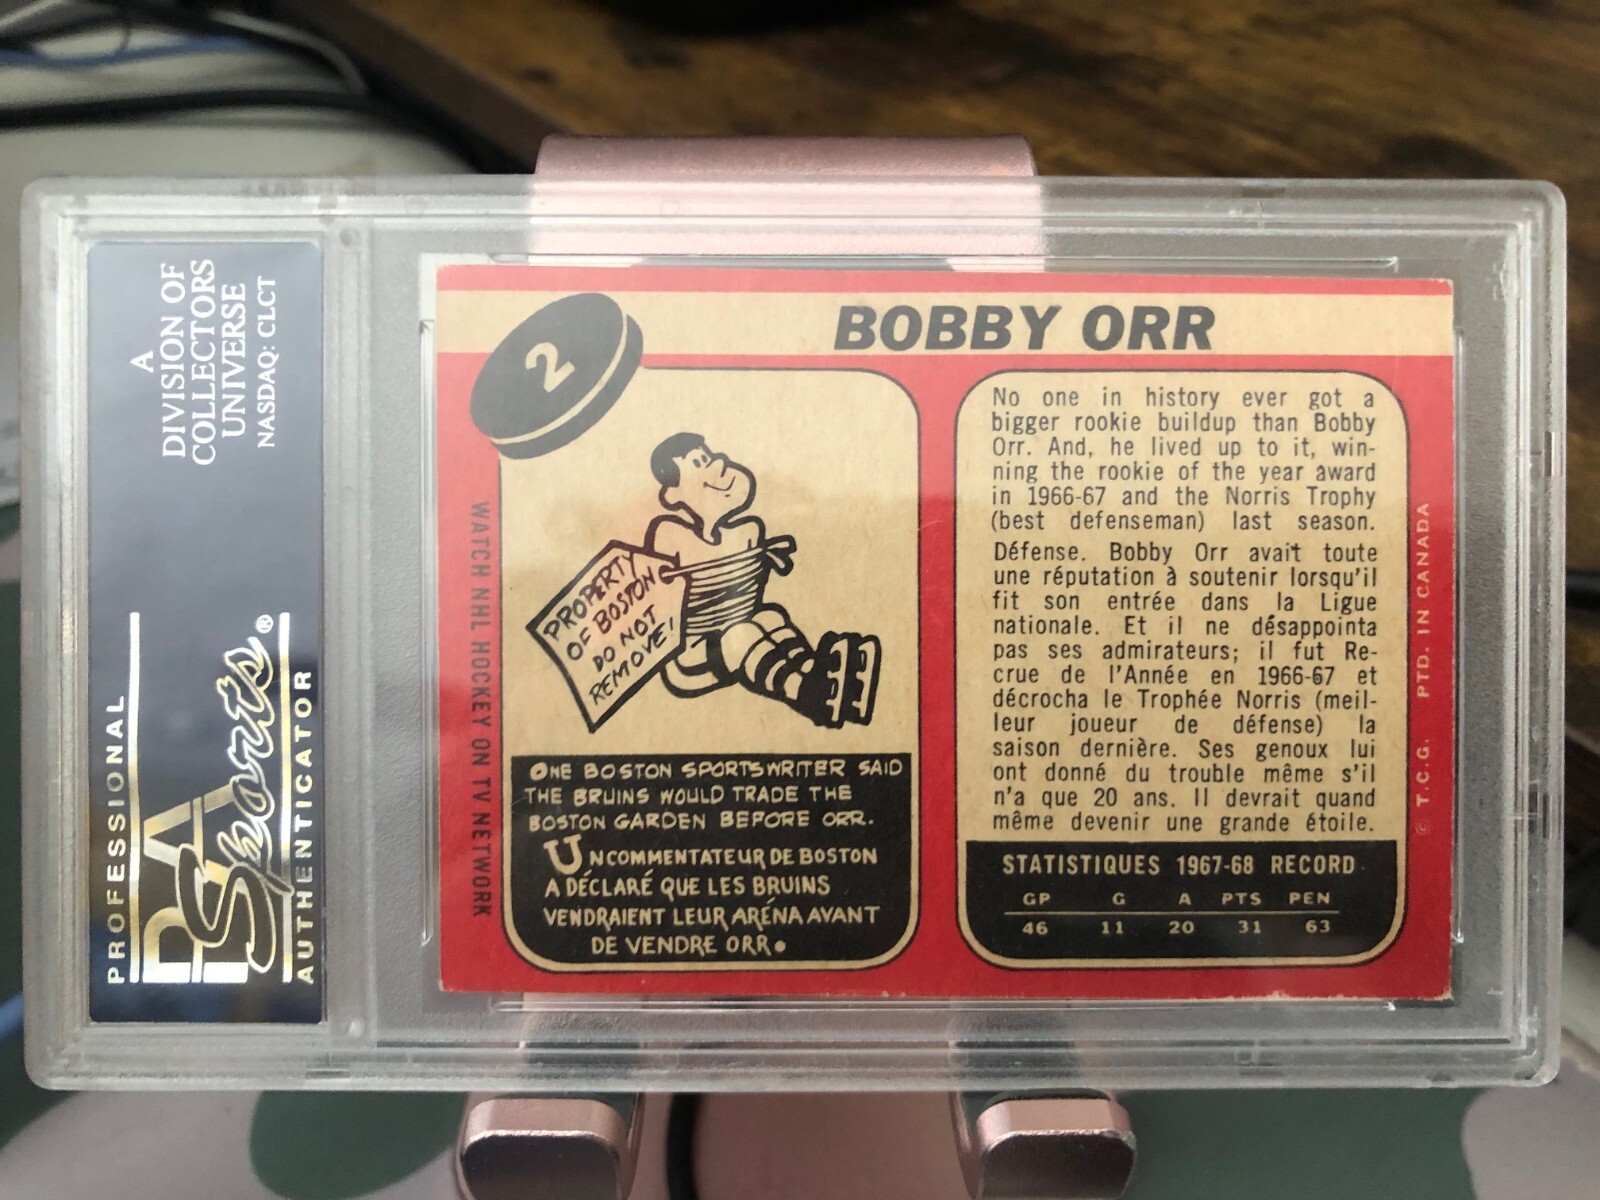 A
DIVISION OF
COLLECTORS
UNIVERSE
NASDAQ: CLCT
PROFESSIONAL
PSA
Sports®
AUTHENTICATOR
2
BOBBY ORR
WATCH NHL HOCKEY ON TV NETWORK
PROPERTY
OF BOSTON
DO NOT
REMOVE!
ONE BOSTON SPORTSWRITER SAID
THE BRUINS WOULD TRADE THE
BOSTON GARDEN BEFORE ORR.
UN COMMENTATEUR DE BOSTON
A DÉCLARÉ QUE LES BRUINS
VENDRAIENT LEUR ARÉNA AVANT
DE VENDRE ORR.
No one in history ever got a
bigger rookie buildup than Bobby
Orr. And, he lived up to it, win-
ning the rookie of the year award
in 1966-67 and the Norris Trophy
(best defenseman) last season.
Défense. Bobby Orr avait toute
une réputation à soutenir lorsqu'il
fit son entrée dans la Ligue
nationale. Et il ne désappointa
pas ses admirateurs; il fut Re-
crue de l'Année en 1966-67 et
décrocha le Trophée Norris (meil-
leur joueur de défense) la
saison dernière. Ses genoux lui
ont donné du trouble même s'il
n'a que 20 ans. Il devrait quand
même devenir une grande étoile.
STATISTIQUES 1967-68 RECORD
GP G A PTS PEN
46 11 20 31 63
© T.C.G. PTD. IN CANADA